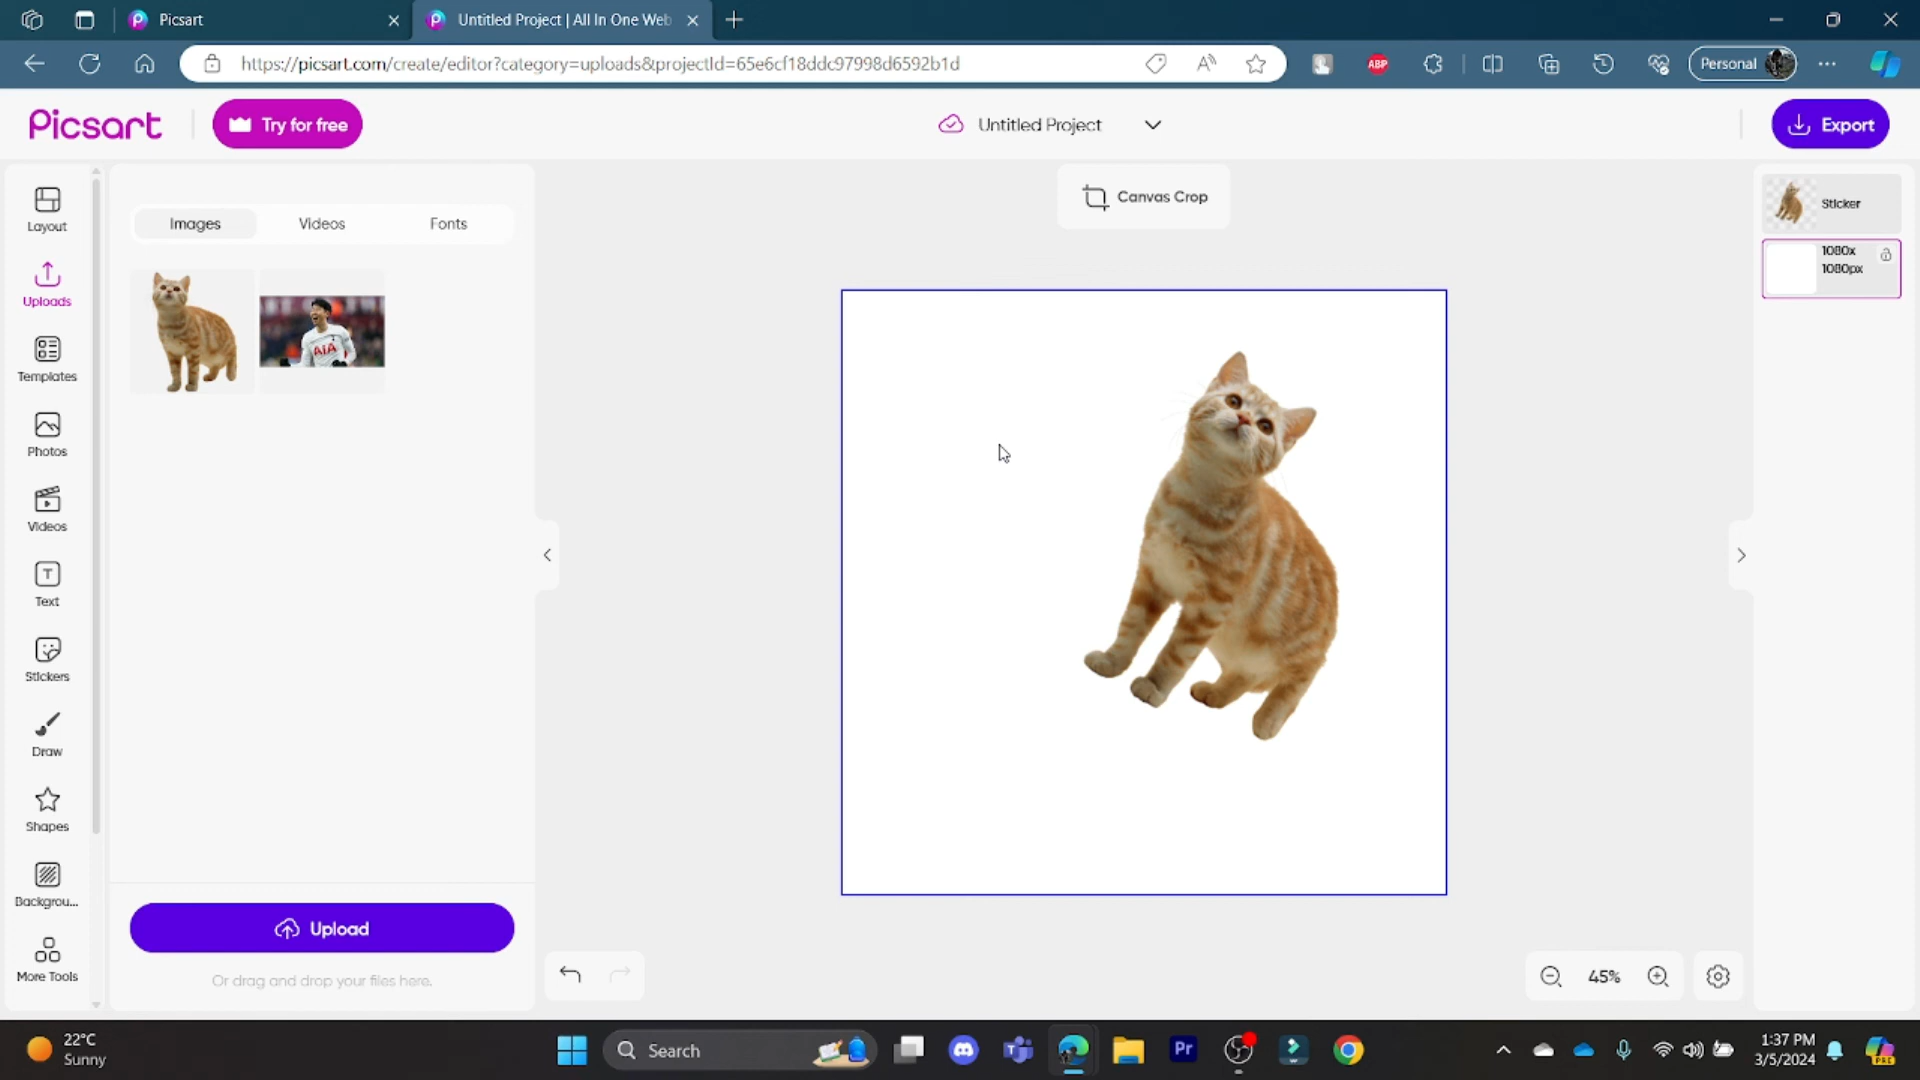 Picsart
Untitled Project | All In One Web
https://picsart.com/create/editor?category=uploads&projectId=65e6cf18ddc97998d6592b1d
ABP
Personal
Picsart
Try for free
Untitled Project
Export
Layout
Uploads
Templates
Photos
Videos
Text
Stickers
Draw
Shapes
Backgrou...
More Tools
Images
Videos
Fonts
AIA
Upload
Or drag and drop your files here.
Canvas Crop
45%
Sticker
1080x
1080px
22°C
Sunny
Search
Pr
1:37 PM
3/5/2024
PRE